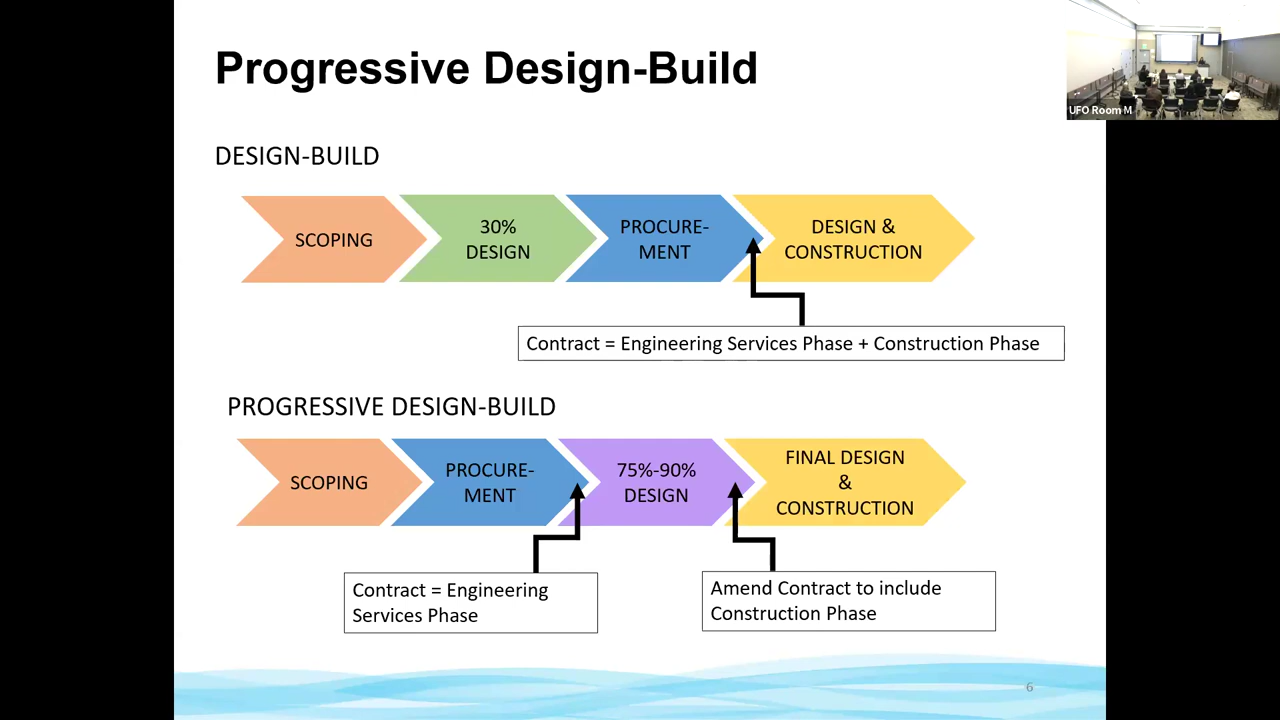 Progressive Design-Build
UFO Room M
DESIGN-BUILD
SCOPING
30%
DESIGN
PROCURE-
MENT
DESIGN &
CONSTRUCTION
Contract = Engineering Services Phase + Construction Phase
PROGRESSIVE DESIGN-BUILD
SCOPING
PROCURE-
MENT
75%-90%
DESIGN
FINAL DESIGN
&
CONSTRUCTION
Contract = Engineering
Services Phase
Amend Contract to include
Construction Phase
6